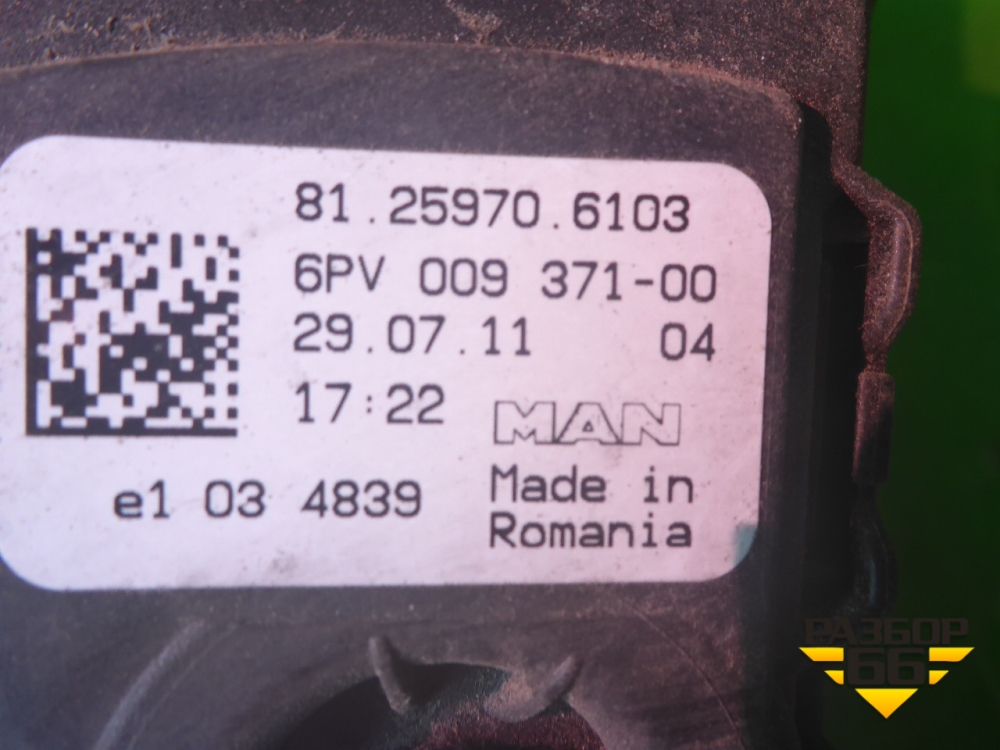 81.25970.6103
6PV 009 371-00
29.07.11 04
17:22
MAN
e1 03 4839
Made in
Romania
РАЗБОР
66